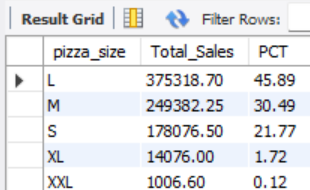 Result Grid Filter Rows:
pizza_size Total_Sales PCT
L 375318.70 45.89
M 249382.25 30.49
S 178076.50 21.77
XL 14076.00 1.72
XXL 1006.60 0.12